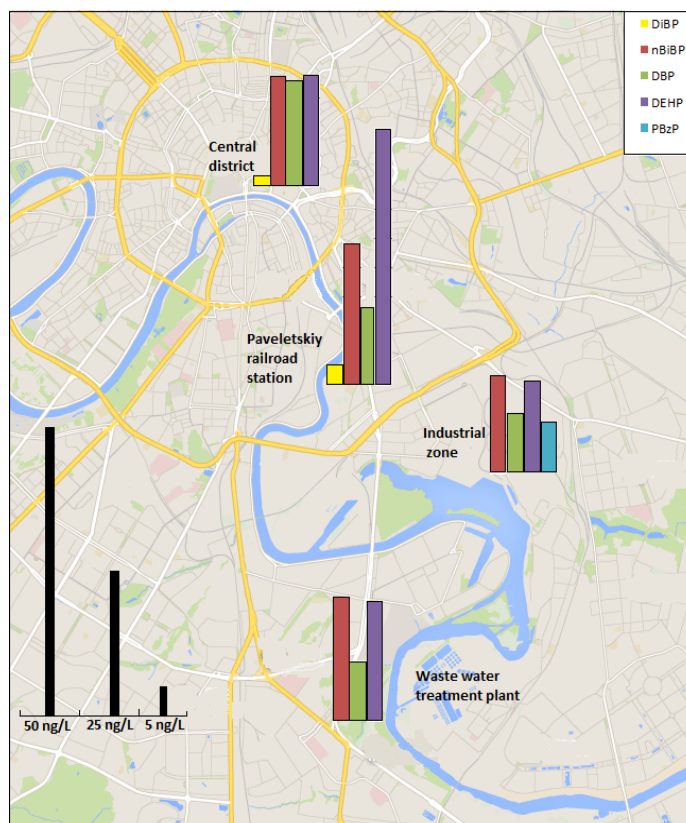 DiBP
nBiBP
DBP
DEHP
PBzP
Central
district
Paveletskiy
railroad
station
Industrial
zone
Waste water
treatment plant
50 ng/L 25 ng/L 5 ng/L